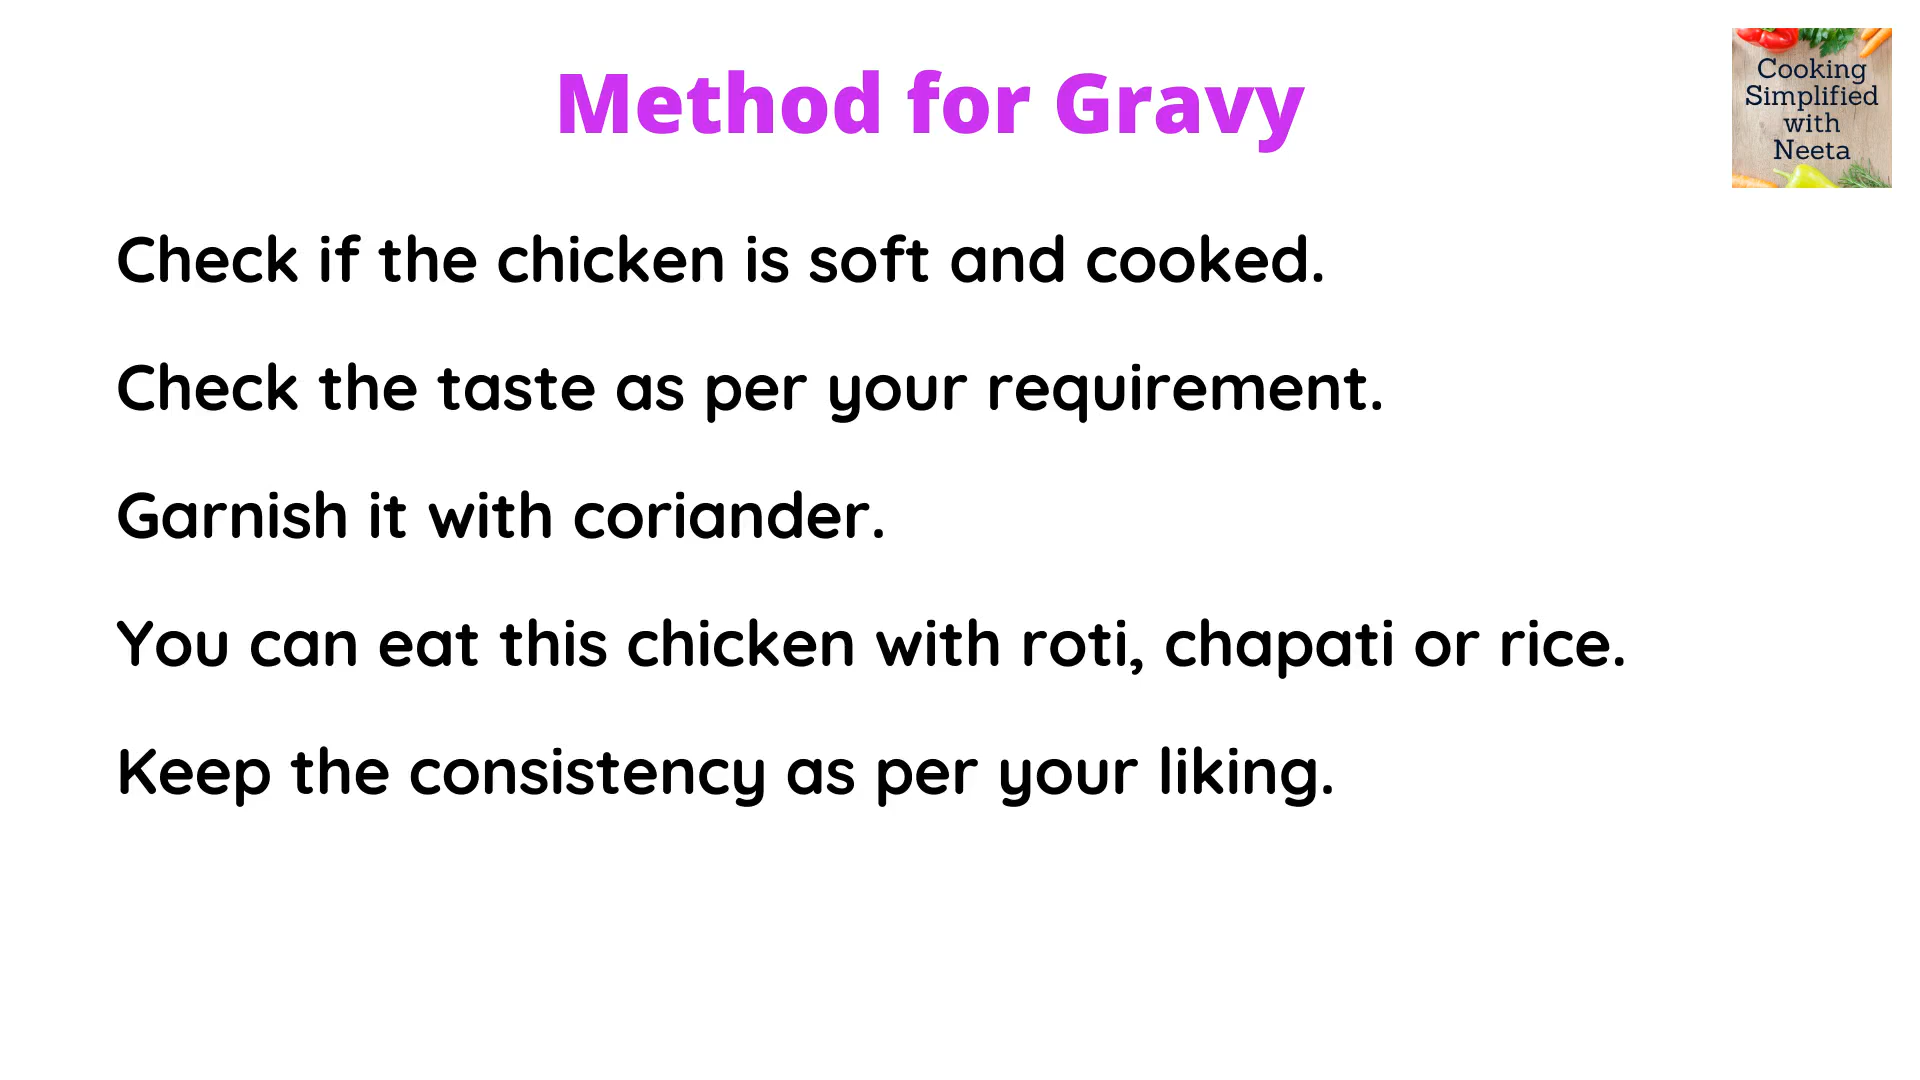 Method for Gravy
Cooking
Simplified
with
Neeta
Check if the chicken is soft and cooked.
Check the taste as per your requirement.
Garnish it with coriander.
You can eat this chicken with roti, chapati or rice.
Keep the consistency as per your liking.